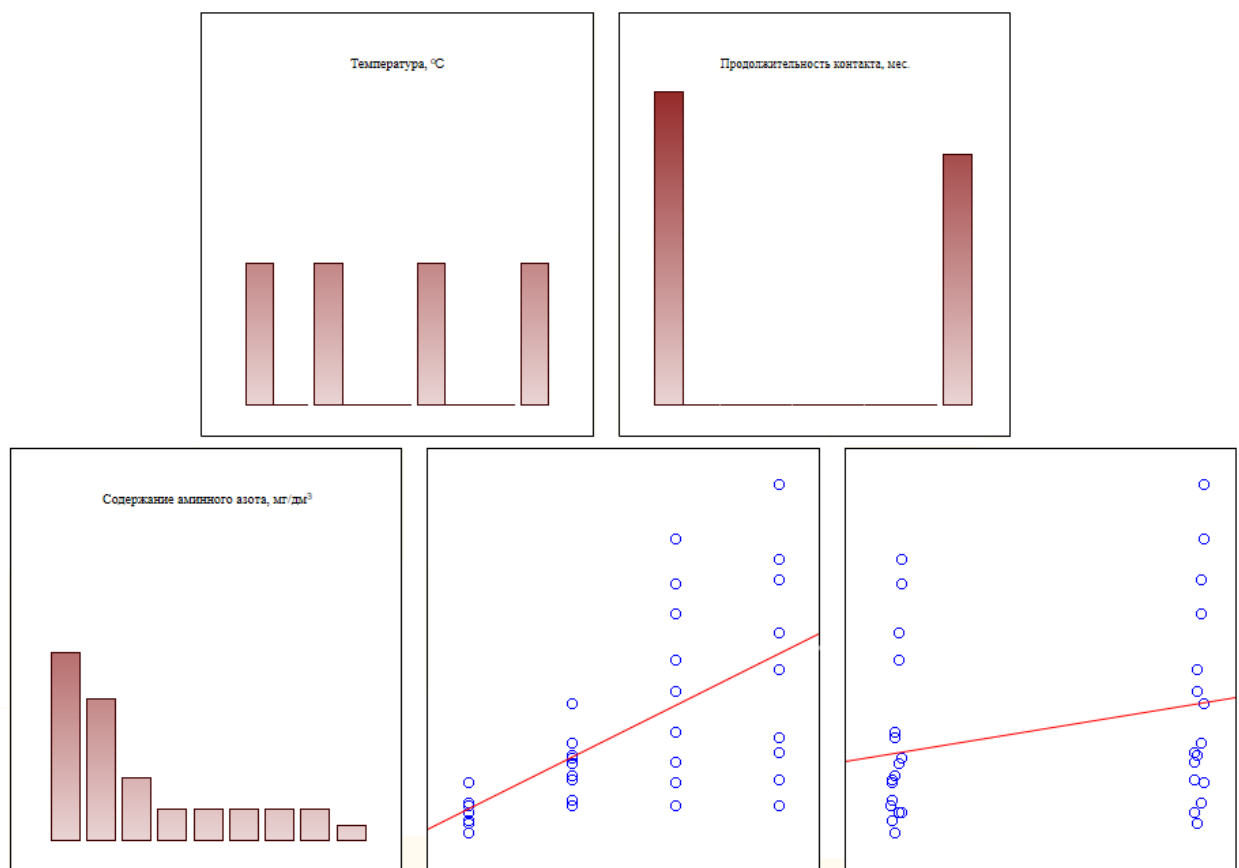 Температура, °С
Продолжительность контакта, мес.
Содержание аминного азота, мг/дм³